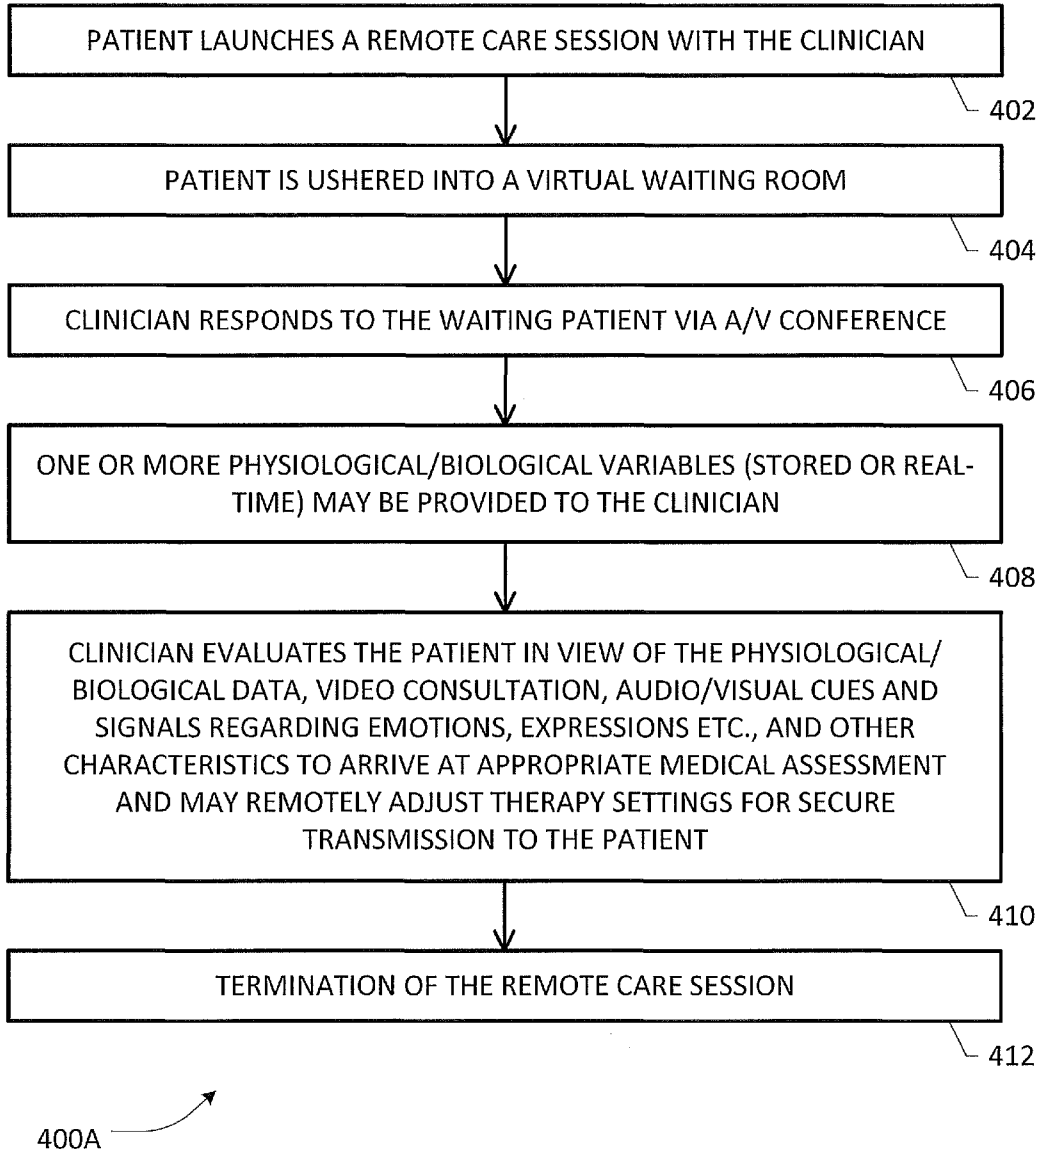 PATIENT LAUNCHES A REMOTE CARE SESSION WITH THE CLINICIAN
402
PATIENT IS USHERED INTO A VIRTUAL WAITING ROOM
404
CLINICIAN RESPONDS TO THE WAITING PATIENT VIA A/V CONFERENCE
406
ONE OR MORE PHYSIOLOGICAL/BIOLOGICAL VARIABLES (STORED OR REAL-
TIME) MAY BE PROVIDED TO THE CLINICIAN
408
CLINICIAN EVALUATES THE PATIENT IN VIEW OF THE PHYSIOLOGICAL/
BIOLOGICAL DATA, VIDEO CONSULTATION, AUDIO/VISUAL CUES AND
SIGNALS REGARDING EMOTIONS, EXPRESSIONS ETC., AND OTHER
CHARACTERISTICS TO ARRIVE AT APPROPRIATE MEDICAL ASSESSMENT
AND MAY REMOTELY ADJUST THERAPY SETTINGS FOR SECURE
TRANSMISSION TO THE PATIENT
410
TERMINATION OF THE REMOTE CARE SESSION
412
400A